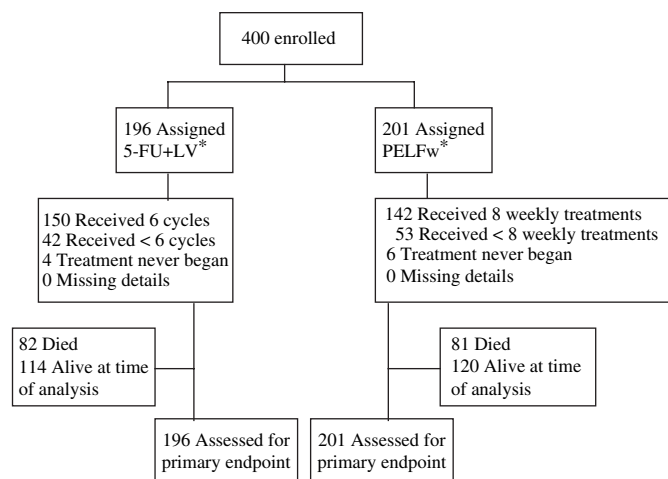 400 enrolled
196 Assigned
5-FU+LV*
201 Assigned
PELFw*
150 Received 6 cycles
42 Received < 6 cycles
4 Treatment never began
0 Missing details
142 Received 8 weekly treatments
53 Received < 8 weekly treatments
6 Treatment never began
0 Missing details
82 Died
114 Alive at time
of analysis
81 Died
120 Alive at time
of analysis
196 Assessed for
primary endpoint
201 Assessed for
primary endpoint